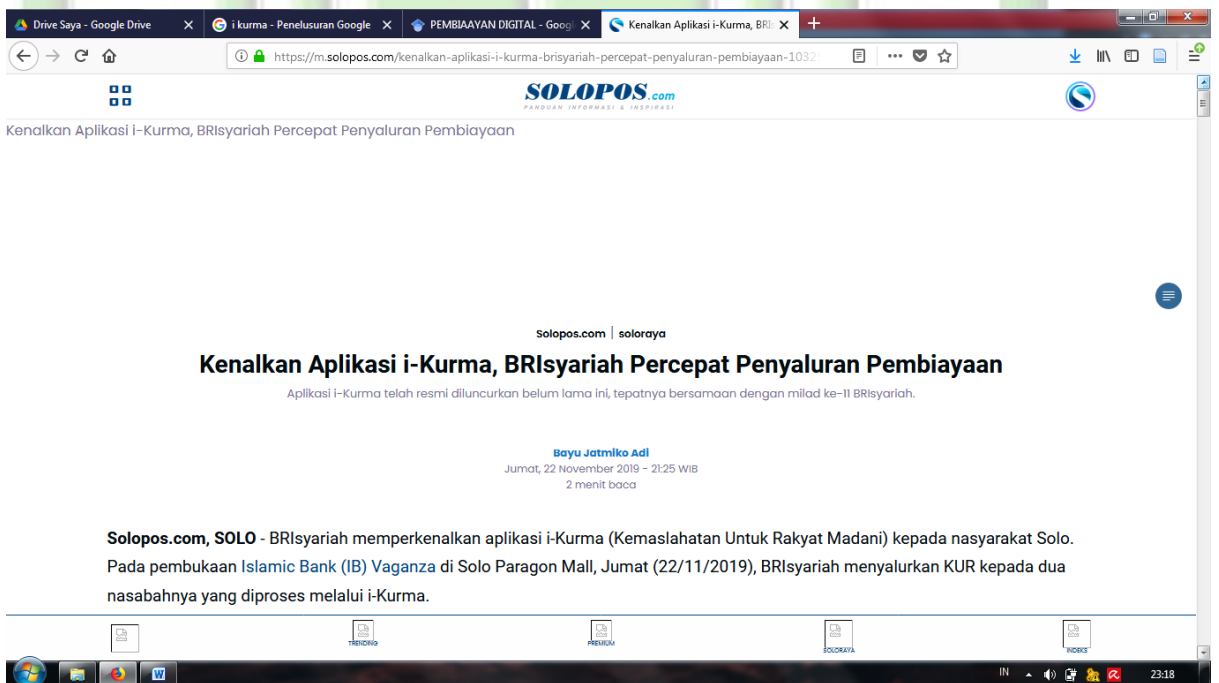 Drive Saya - Google Drive
i kurma - Penelusuran Google
PEMBIAAYAN DIGITAL - Googl
Kenalkan Aplikasi i-Kurma, BRIs
https://m.solopos.com/kenalkan-aplikasi-i-kurma-brisyariah-percepat-penyaluran-pembiayaan-1032
SOLOPOS.com
PANDUAN INFORMASI & INSPIRASI
Kenalkan Aplikasi i-Kurma, BRIsyariah Percepat Penyaluran Pembiayaan
Solopos.com | soloraya
Kenalkan Aplikasi i-Kurma, BRIsyariah Percepat Penyaluran Pembiayaan
Aplikasi i-Kurma telah resmi diluncurkan belum lama ini, tepatnya bersamaan dengan milad ke-11 BRIsyariah.
Bayu Jatmiko Adi
Jumat, 22 November 2019 - 21:25 WIB
2 menit baca
Solopos.com, SOLO - BRIsyariah memperkenalkan aplikasi i-Kurma (Kemaslahatan Untuk Rakyat Madani) kepada nasyarakat Solo.
Pada pembukaan Islamic Bank (IB) Vaganza di Solo Paragon Mall, Jumat (22/11/2019), BRIsyariah menyalurkan KUR kepada dua
nasabahnya yang diproses melalui i-Kurma.
TRENDING
PREMIUM
SOLORAYA
INDEKS
IN
23:18